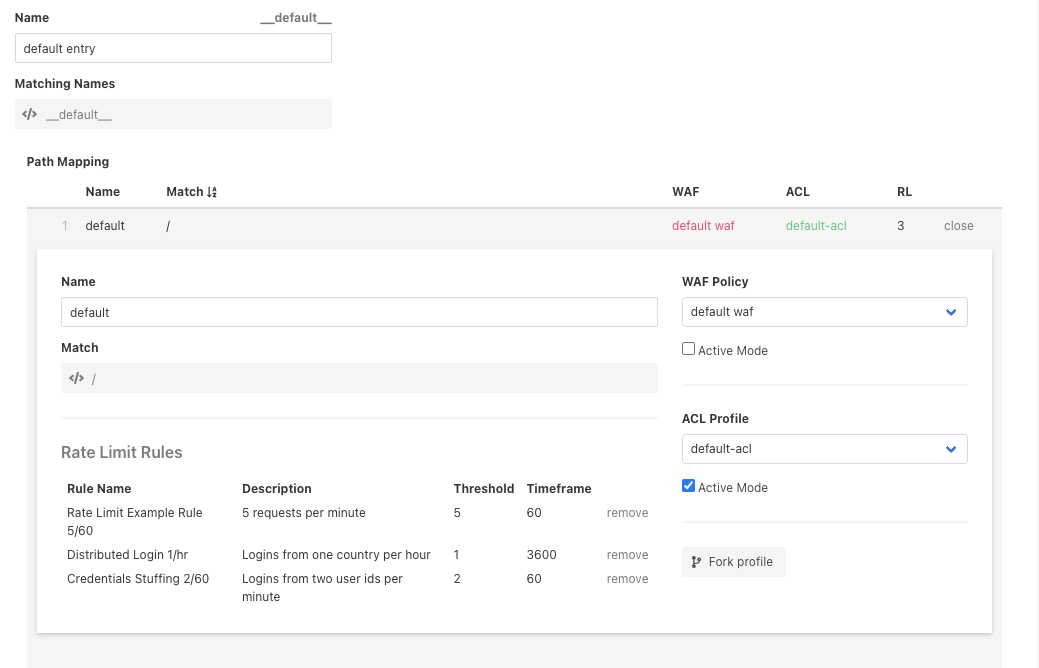 Name __default__
default entry
Matching Names
__default__
Path Mapping
Name Match WAF ACL RL
1 default / default waf default-acl 3 close
Name
default
Match
/
Rate Limit Rules
Rule Name Description Threshold Timeframe
Rate Limit Example Rule 5 requests per minute 5 60 remove
5/60
Distributed Login 1/hr Logins from one country per hour 1 3600 remove
Credentials Stuffing 2/60 Logins from two user ids per 2 60 remove
minute
WAF Policy
default waf
Active Mode
ACL Profile
default-acl
Active Mode
Fork profile